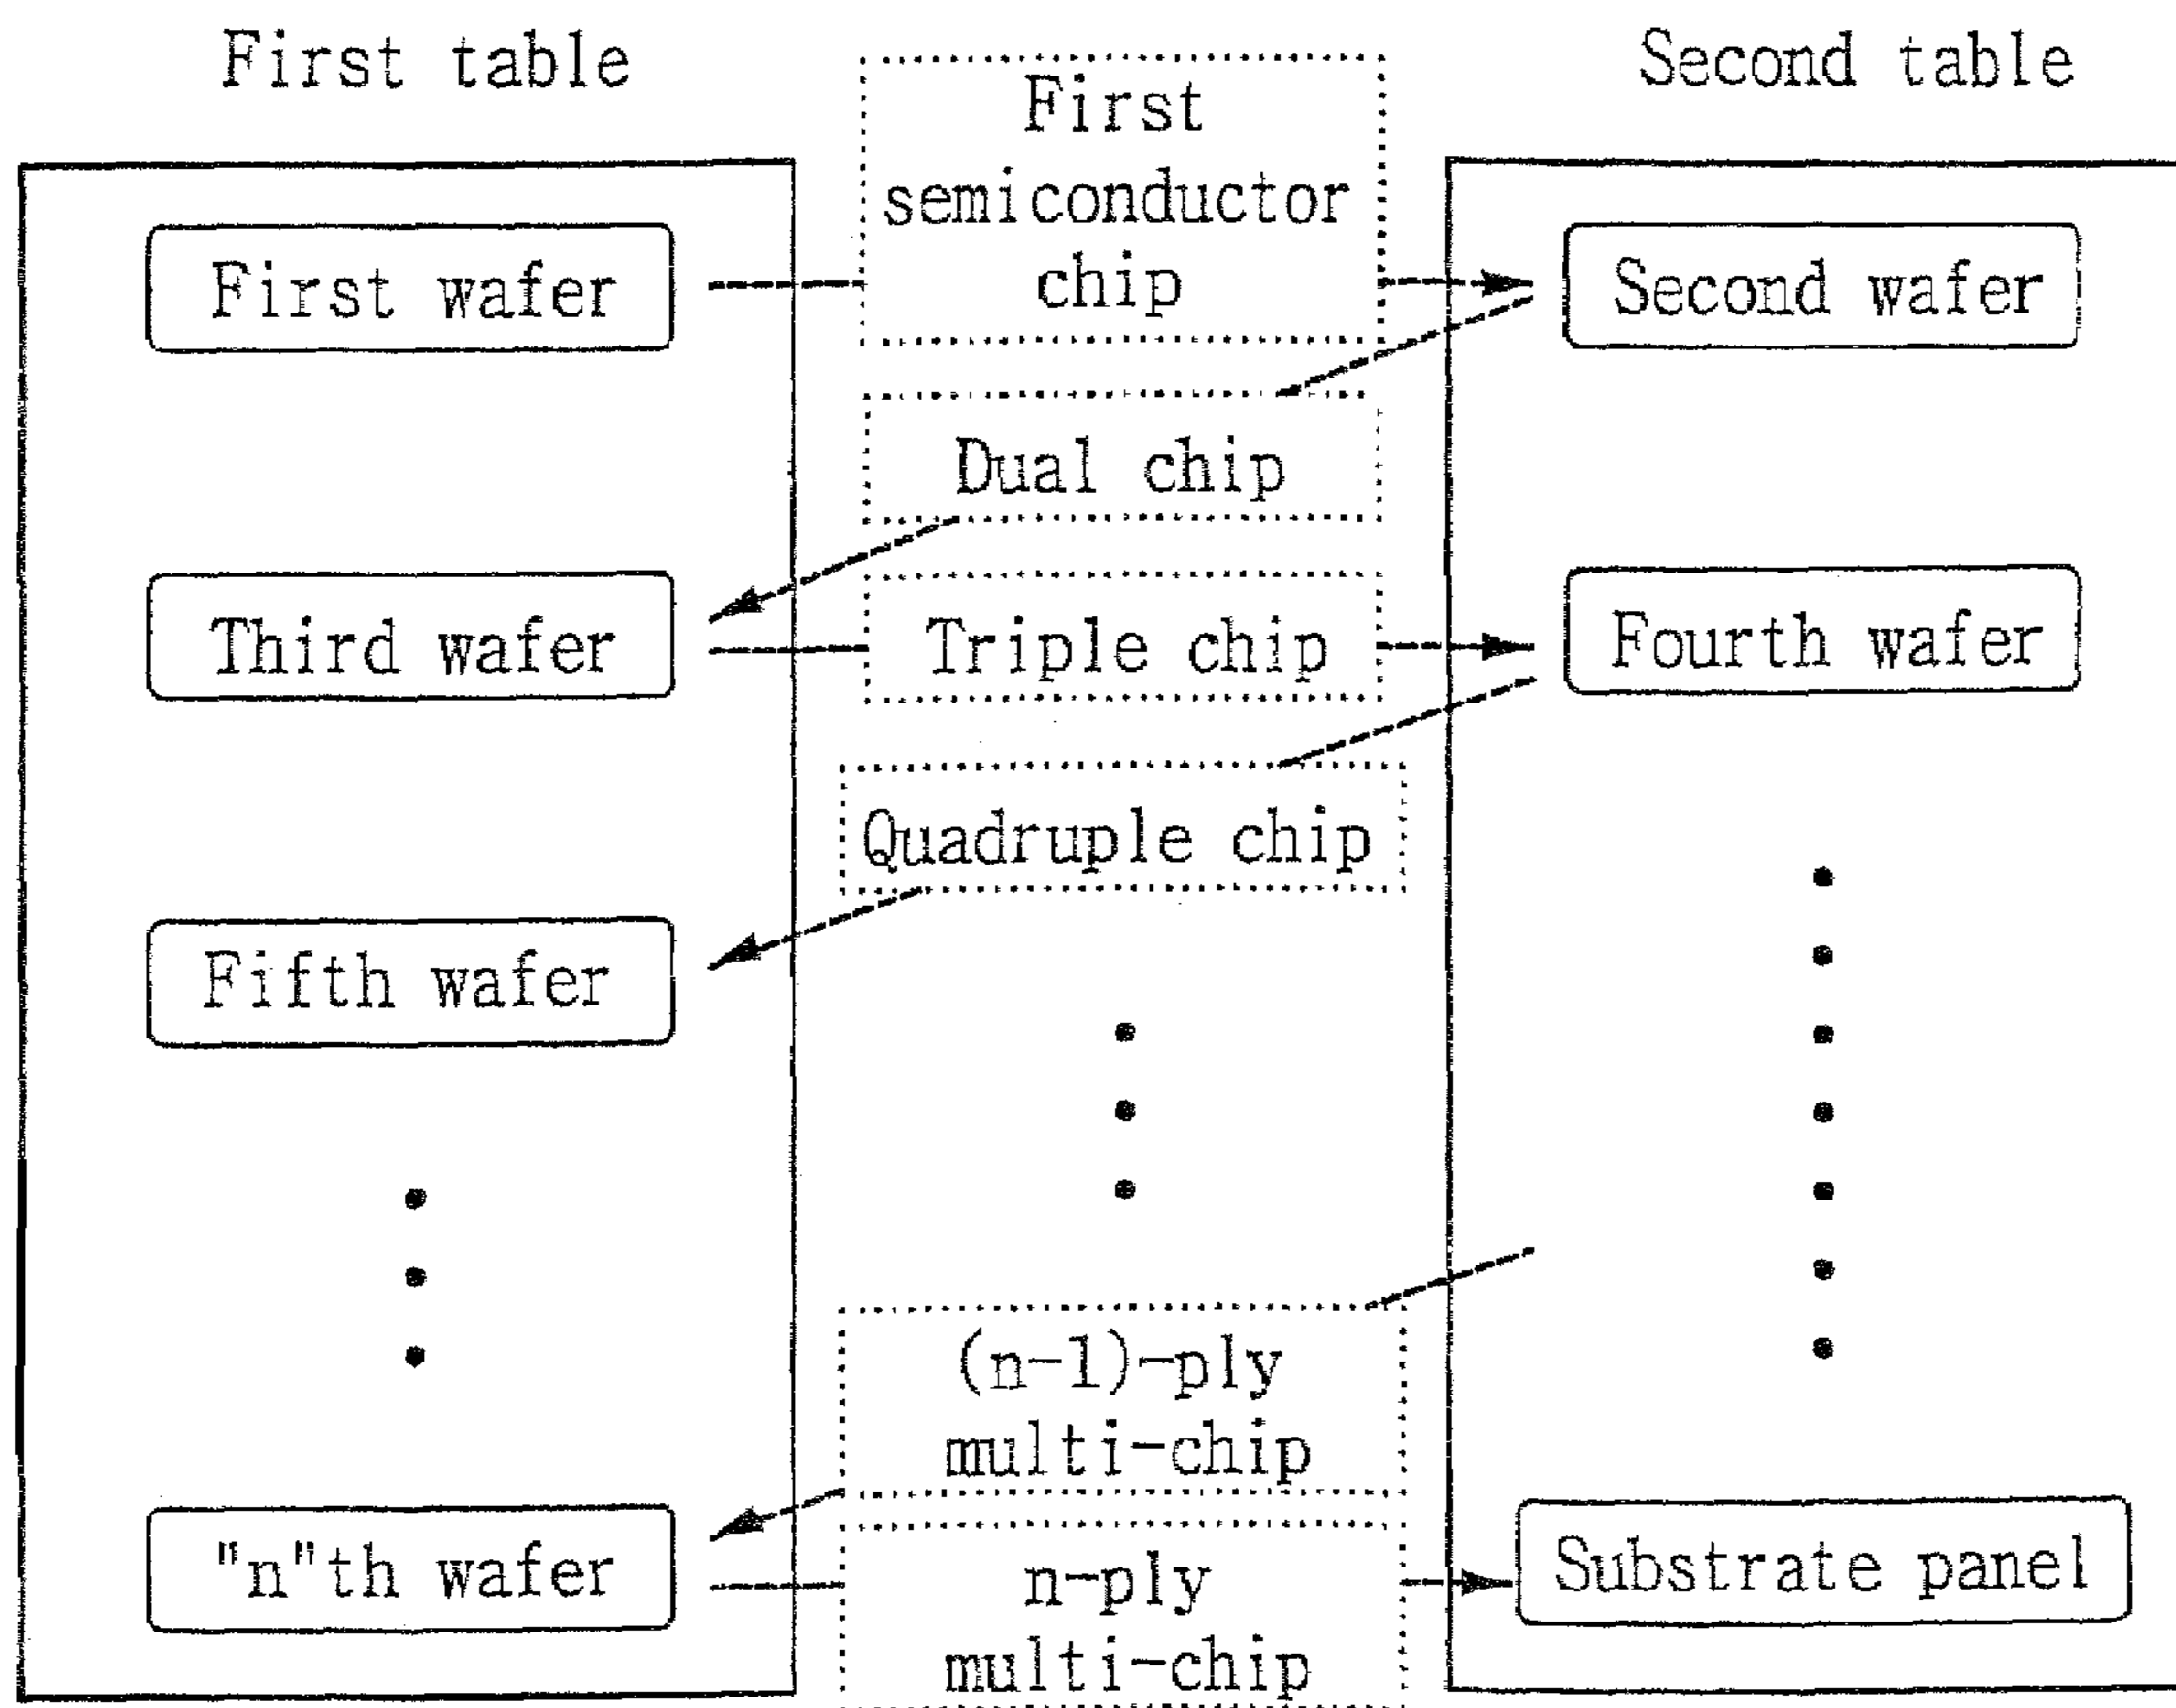 First table
Second table
First
semiconductor
chip
First wafer
Second wafer
Dual chip
Third wafer
Triple chip
Fourth wafer
Quadruple chip
Fifth wafer
(n-1)-ply
multi-chip
"n"th wafer
n-ply
multi-chip
Substrate panel